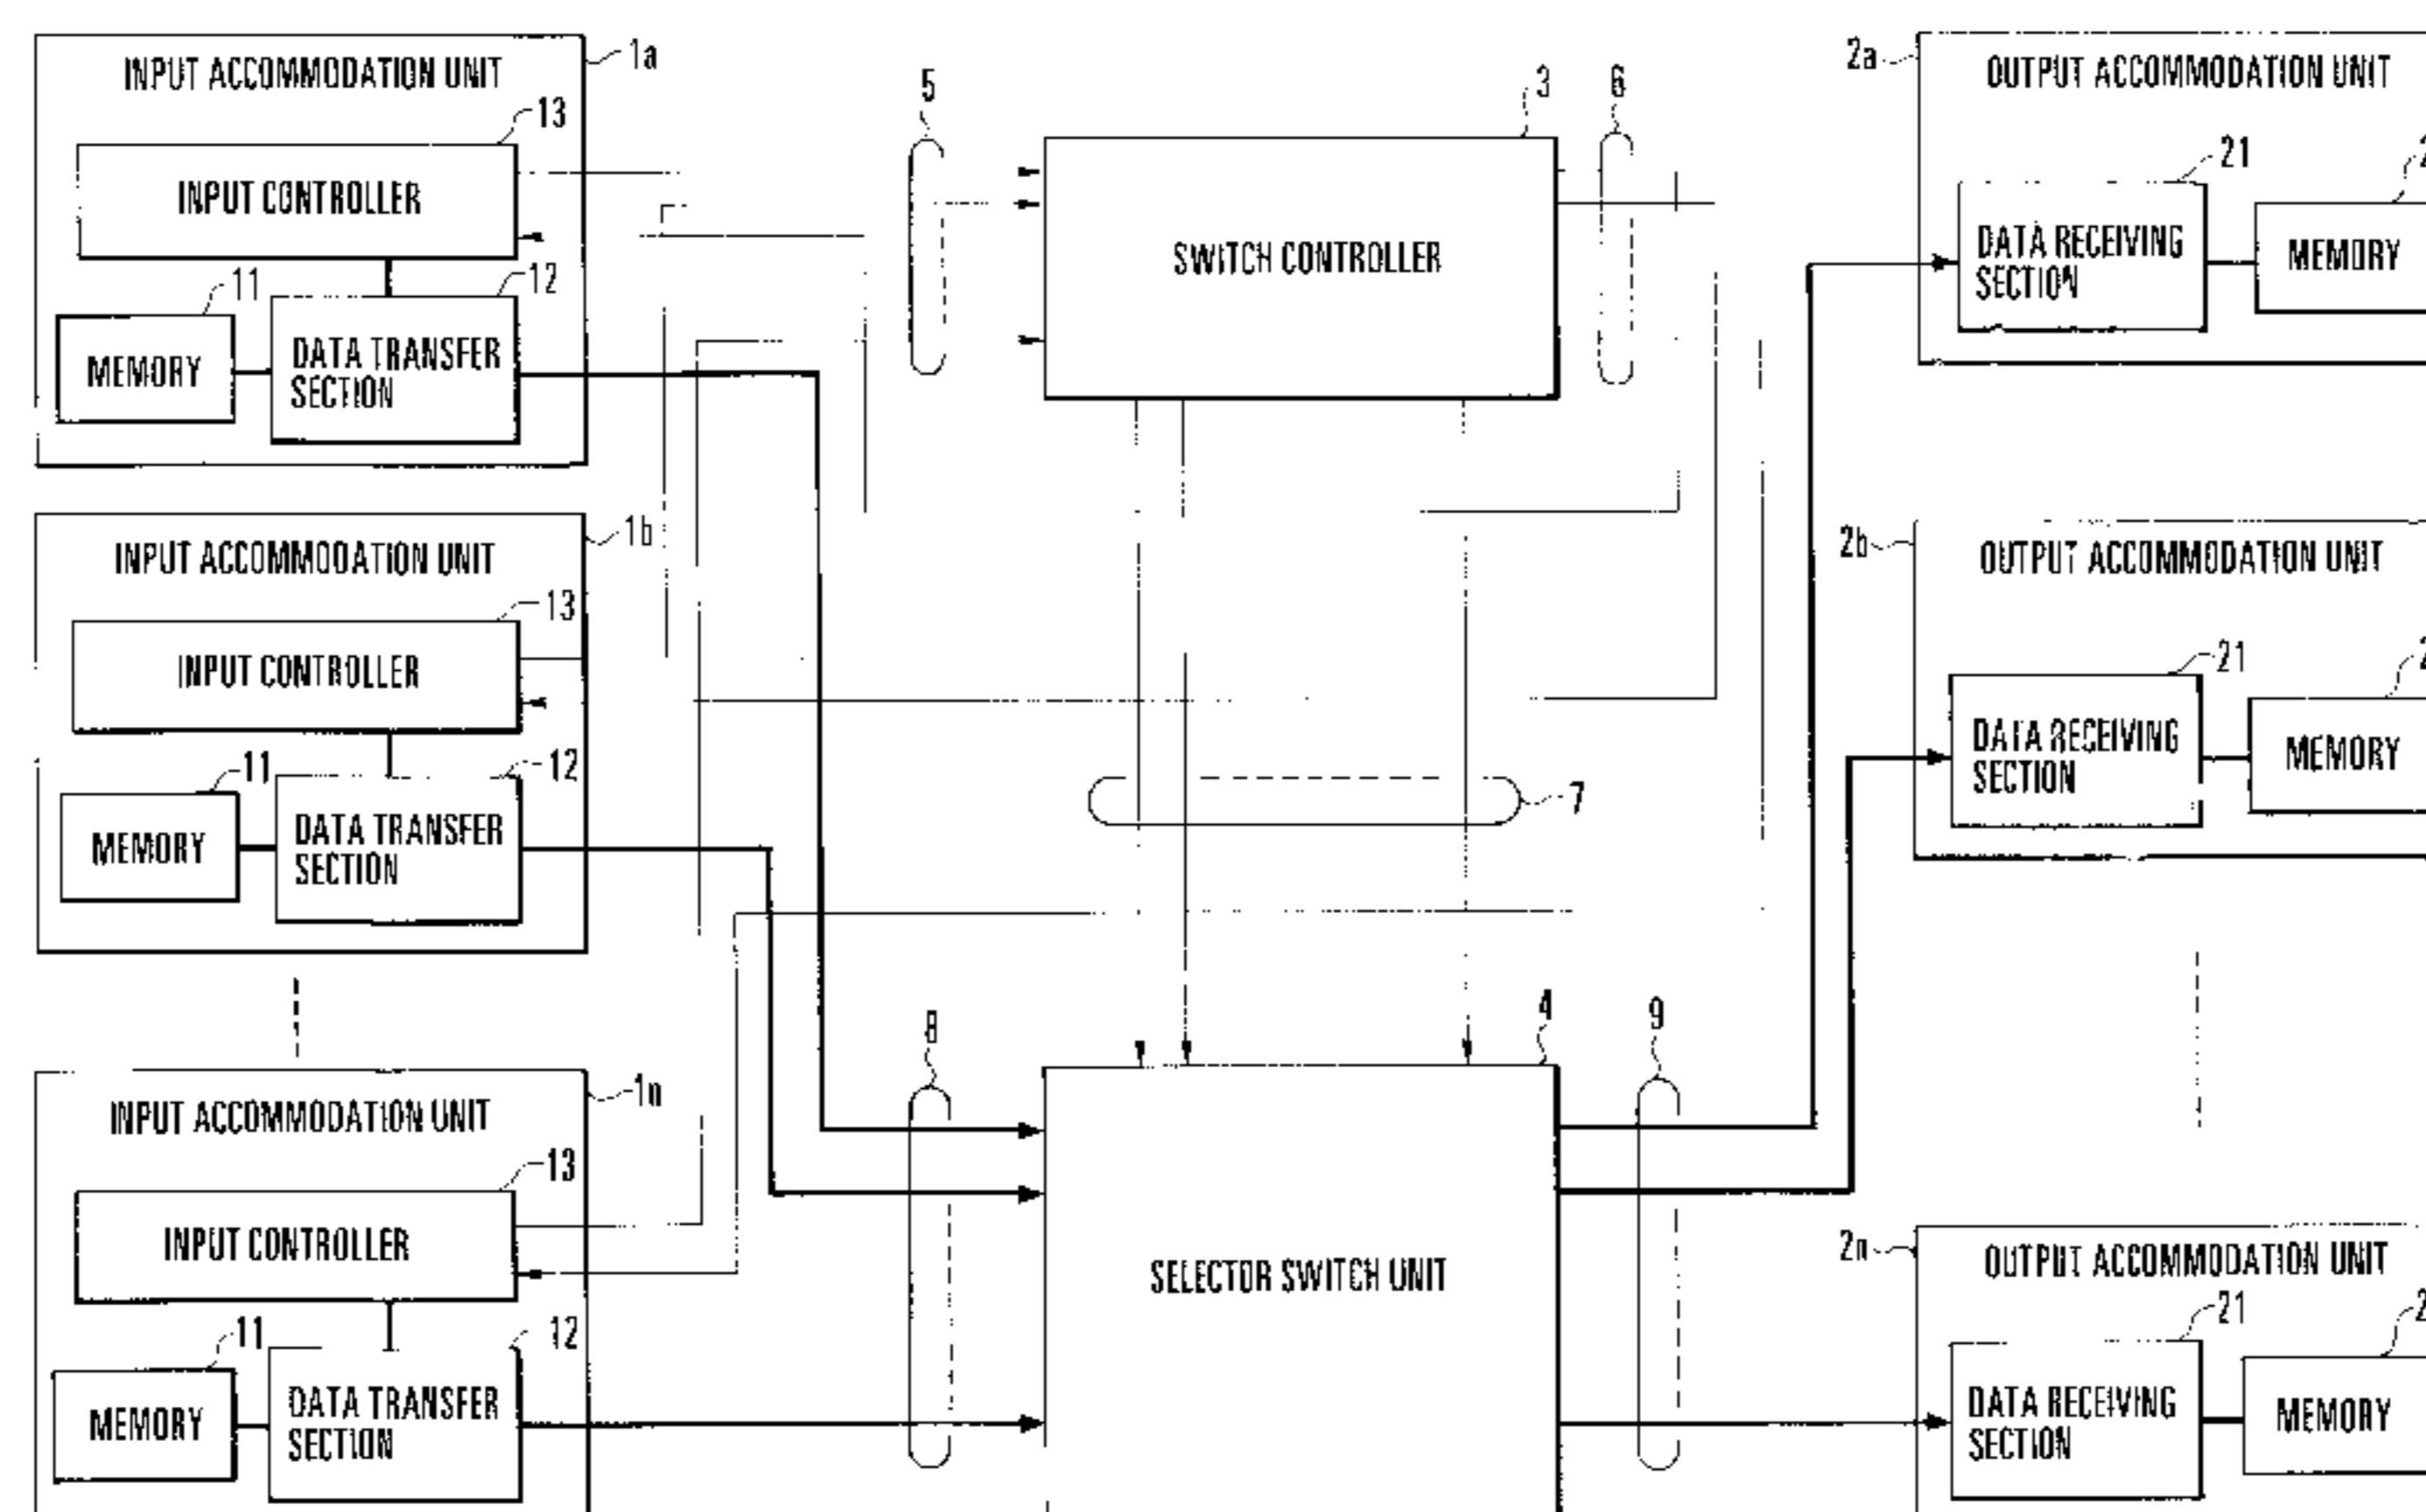 INPUT ACCOMMODATION UNIT
1a
13
INPUT CONTROLLER
11
12
MEMORY
DATA TRANSFER
SECTION
INPUT ACCOMMODATION UNIT
1b
13
INPUT CONTROLLER
11
12
MEMORY
DATA TRANSFER
SECTION
INPUT ACCOMMODATION UNIT
1n
13
INPUT CONTROLLER
11
12
MEMORY
DATA TRANSFER
SECTION
5
3
6
SWITCH CONTROLLER
7
8
4
9
SELECTOR SWITCH UNIT
2a
OUTPUT ACCOMMODATION UNIT
21
DATA RECEIVING
SECTION
MEMORY
2b
OUTPUT ACCOMMODATION UNIT
21
DATA RECEIVING
SECTION
MEMORY
2n
OUTPUT ACCOMMODATION UNIT
21
DATA RECEIVING
SECTION
MEMORY